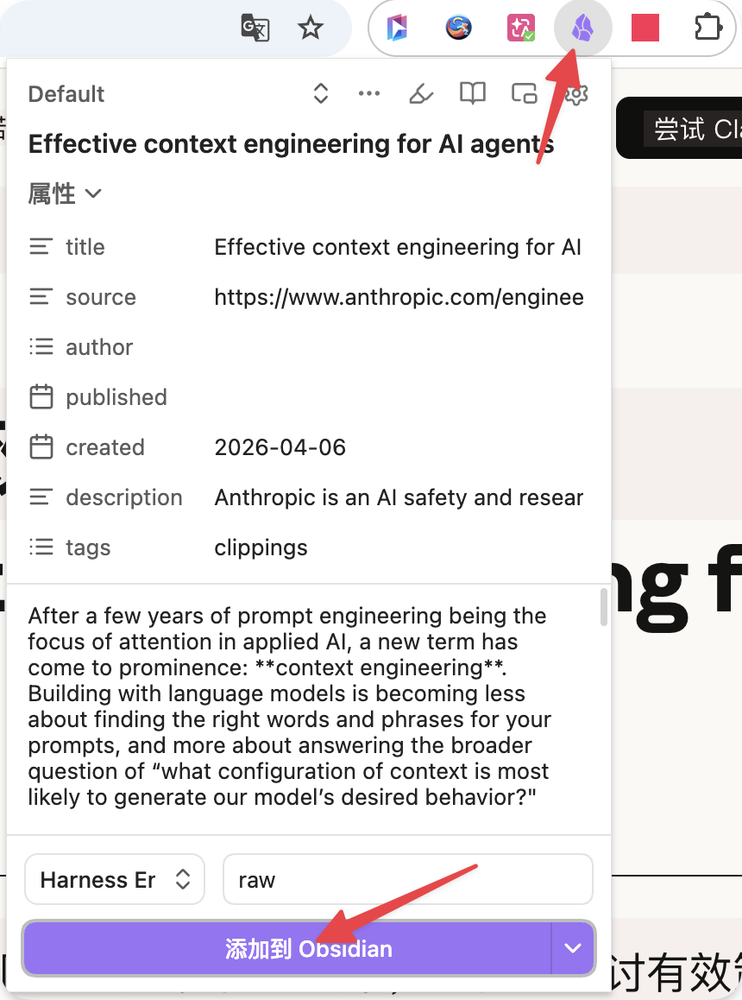 Default
尝试 Cla
Effective context engineering for AI agents
属性
title
Effective context engineering for AI
source
https://www.anthropic.com/enginee
author
published
created
2026-04-06
description
Anthropic is an AI safety and resear
tags
clippings
ng f
After a few years of prompt engineering being the
focus of attention in applied AI, a new term has
come to prominence: **context engineering**.
Building with language models is becoming less
about finding the right words and phrases for your
prompts, and more about answering the broader
question of “what configuration of context is most
likely to generate our model’s desired behavior?"
Harness Er
raw
添加到 Obsidian
讨有效